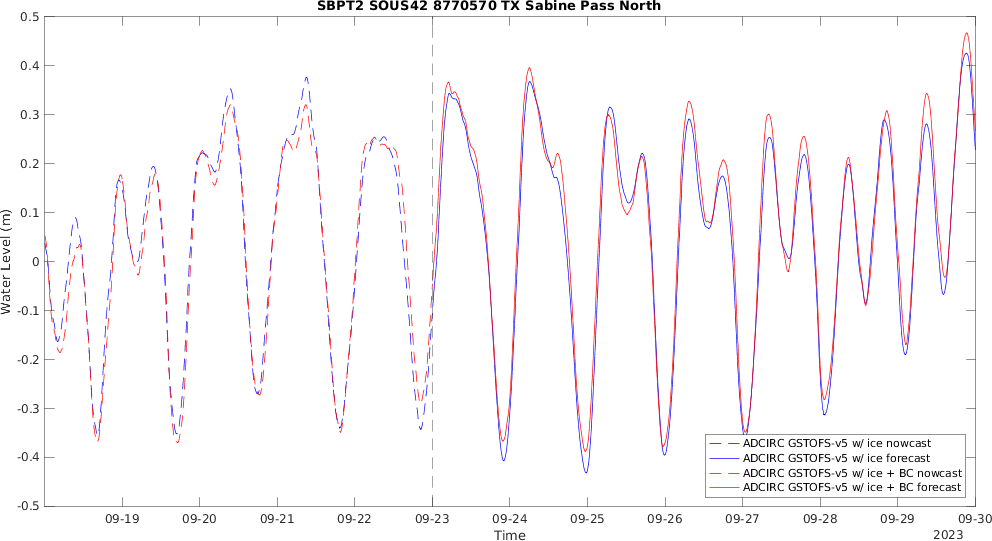 SBPT2 SOUS42 8770570 TX Sabine Pass North
Water Level (m)
0.5
0.4
0.3
0.2
0.1
0
-0.1
-0.2
-0.3
-0.4
-0.5
ADCIRC GSTOFS-v5 w/ ice nowcast
ADCIRC GSTOFS-v5 w/ ice forecast
ADCIRC GSTOFS-v5 w/ ice + BC nowcast
ADCIRC GSTOFS-v5 w/ ice + BC forecast
09-19 09-20 09-21 09-22 09-23 09-24 09-25 09-26 09-27 09-28 09-29 09-30
Time
2023